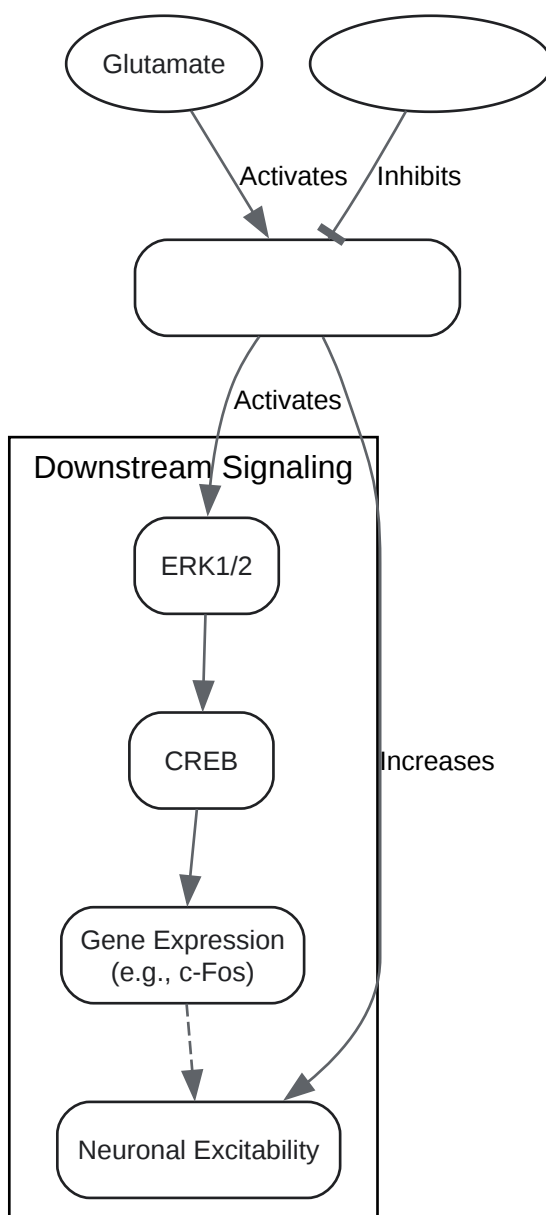 Glutamate
Activates
Inhibits
Activates
Downstream Signaling
ERK1/2
CREB
Increases
Gene Expression
(e.g., c-Fos)
Neuronal Excitability